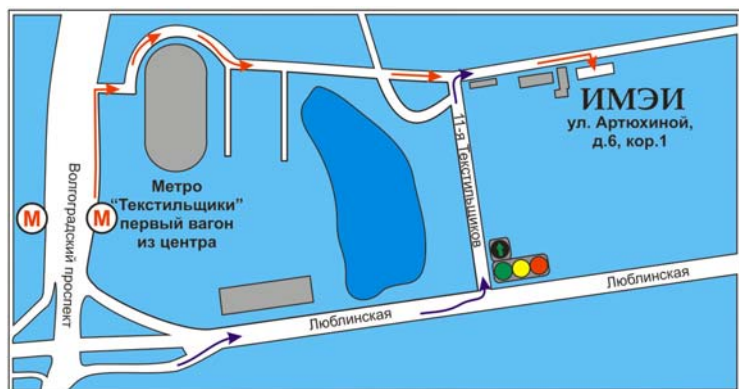 ИМЭИ
ул. Артюхиной,
д.6, кор.1
11-я Текстильщиков
Волгоградский проспект
М
М
Метро
“Текстильщики”
первый вагон
из центра
Люблинская
Люблинская